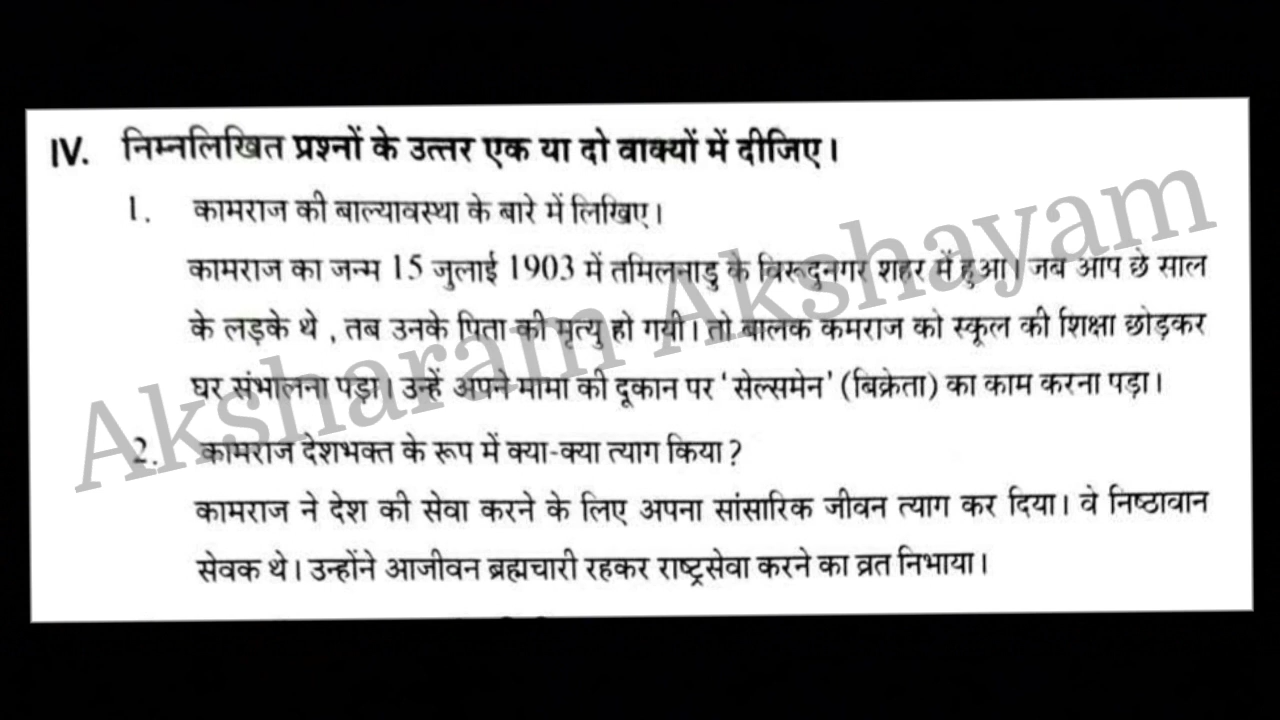 IV. निम्नलिखित प्रश्नों के उत्तर एक या दो वाक्यों में दीजिए।
1. कामराज की बाल्यावस्था के बारे में लिखिए।
कामराज का जन्म 15 जुलाई 1903 में तमिलनाडु के विरूदुनगर शहर में हुआ। जब आप छे साल
के लड़के थे , तब उनके पिता की मृत्यु हो गयी। तो बालक कमराज को स्कूल की शिक्षा छोड़कर
घर संभालना पड़ा। उन्हें अपने मामा की दूकान पर ‘सेल्समेन’ (बिक्रेता) का काम करना पड़ा।
2. कामराज देशभक्त के रूप में क्या-क्या त्याग किया ?
कामराज ने देश की सेवा करने के लिए अपना सांसारिक जीवन त्याग कर दिया। वे निष्ठावान
सेवक थे। उन्होंने आजीवन ब्रह्मचारी रहकर राष्ट्रसेवा करने का व्रत निभाया।
Aksharam Akshayam